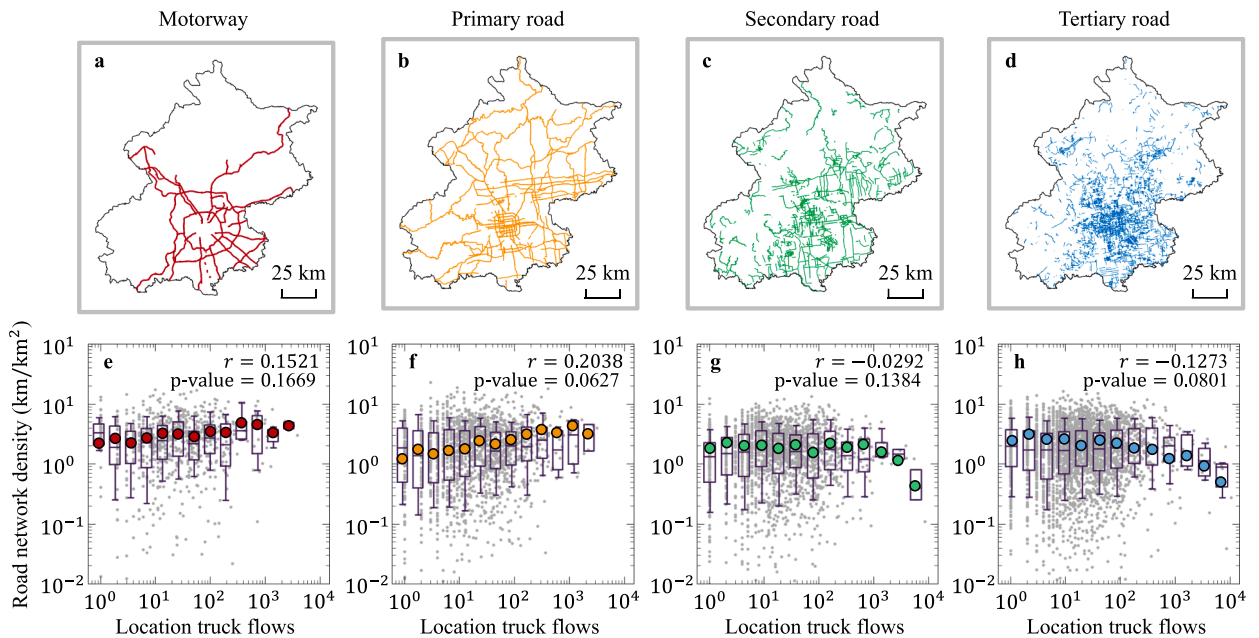 Motorway
Primary road
Secondary road
Tertiary road
a
25 km
b
25 km
c
25 km
d
25 km
Road network density (km/km²)
e
r = 0.1521
p-value = 0.1669
10¹
10⁰
10⁻¹
10⁻²
10⁰ 10¹ 10² 10³ 10⁴
Location truck flows
f
r = 0.2038
p-value = 0.0627
10¹
10⁰
10⁻¹
10⁻²
10⁰ 10¹ 10² 10³ 10⁴
Location truck flows
g
r = −0.0292
p-value = 0.1384
10¹
10⁰
10⁻¹
10⁻²
10⁰ 10¹ 10² 10³ 10⁴
Location truck flows
h
r = −0.1273
p-value = 0.0801
10¹
10⁰
10⁻¹
10⁻²
10⁰ 10¹ 10² 10³ 10⁴
Location truck flows